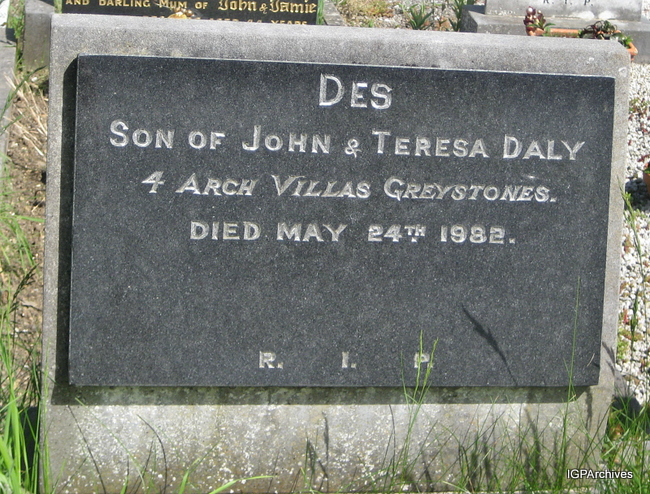 AND DARLING MUM OF John & Jamie
YEARS
R. I. P.
DES
SON OF JOHN & TERESA DALY
4 ARCH VILLAS GREYSTONES.
DIED MAY 24TH 1982.
R. I. P.
IGPArchives